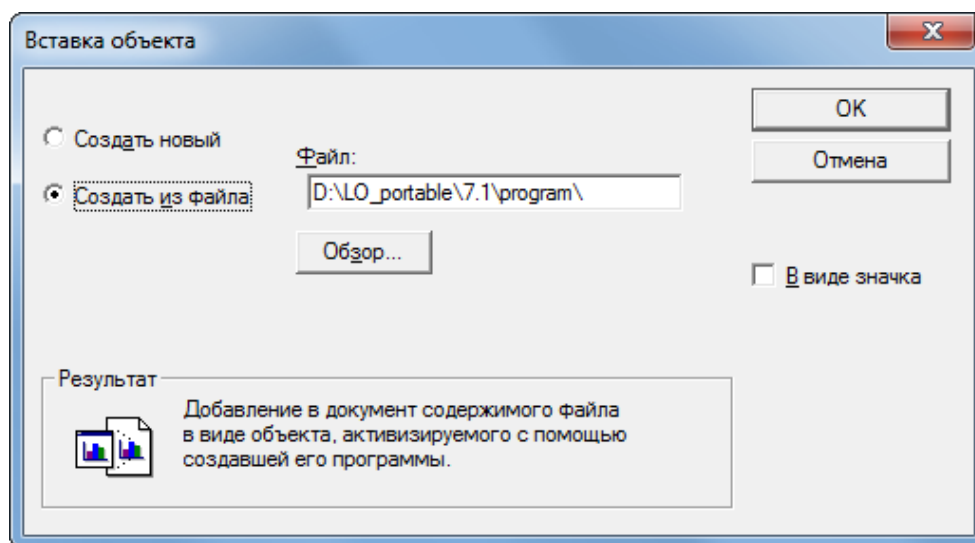 Вставка объекта
Создать новый
Создать из файла
Файл:
D:\LO_portable\7.1\program\
Обзор...
OK
Отмена
В виде значка
Результат
Добавление в документ содержимого файла
в виде объекта, активизируемого с помощью
создавшей его программы.